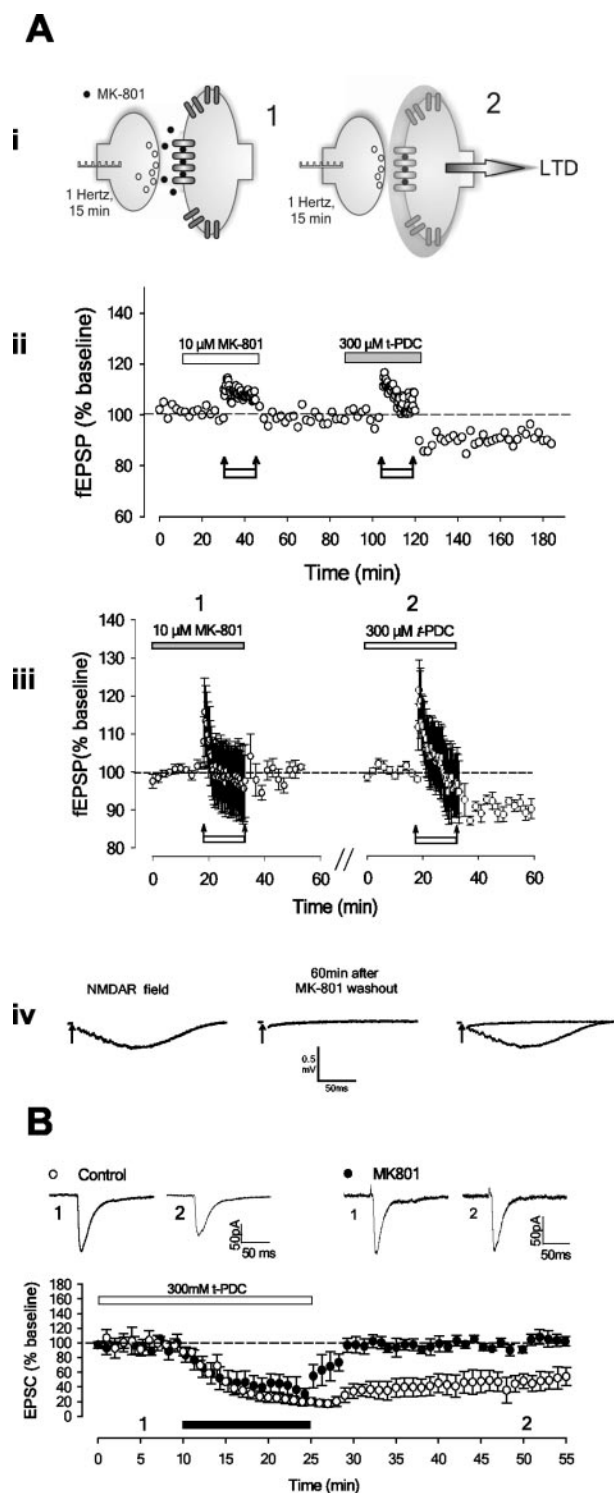 A
i
MK-801
1
2
1 Hertz,
15 min
1 Hertz,
15 min
LTD
ii
fEPSP (% baseline)
140
120
100
80
60
10 µM MK-801
300 µM t-PDC
0 20 40 60 80 100 120 140 160 180
Time (min)
iii
1
2
10 µM MK-801
300 µM t-PDC
fEPSP(% baseline)
140
130
120
110
100
90
80
0 20 40 60
//
0 20 40 60
Time (min)
Time (min)
iv
NMDAR field
60min after
MK-801 washout
0.5
mV
50ms
B
Control
MK801
1
2
50pA
50 ms
1
2
50pA
50ms
EPSC (% baseline)
180
160
140
120
100
80
60
40
20
0
300mM t-PDC
1
2
0 5 10 15 20 25 30 35 40 45 50 55
Time (min)